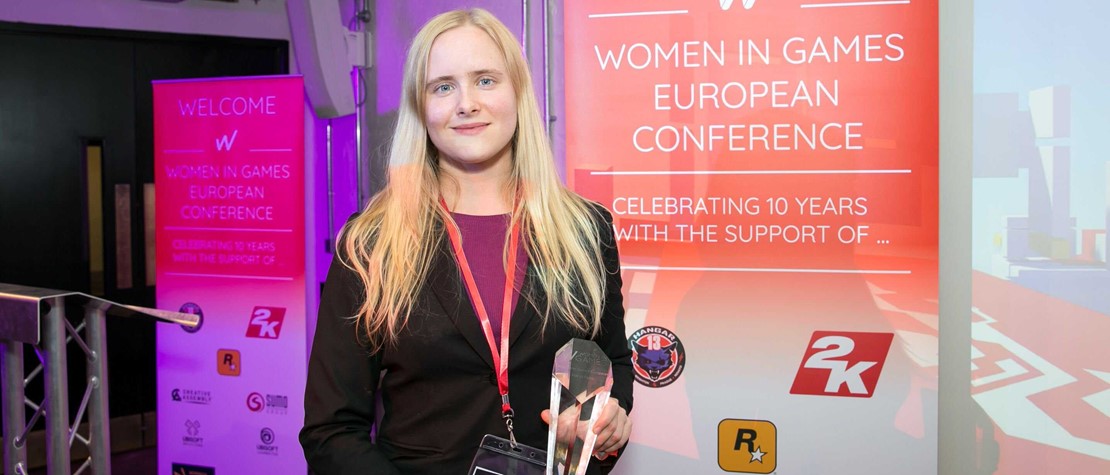 WELCOME
W
WOMEN IN GAMES
EUROPEAN
CONFERENCE
CELEBRATING 10 YEARS
WITH THE SUPPORT OF
2K
R
CREATIVE
ASSEMBLY
SUMO
GROUP
UBISOFT
UBISOFT
W
WOMEN IN GAMES
EUROPEAN
CONFERENCE
CELEBRATING 10 YEARS
WITH THE SUPPORT OF ...
HANGAR
13
2K
R